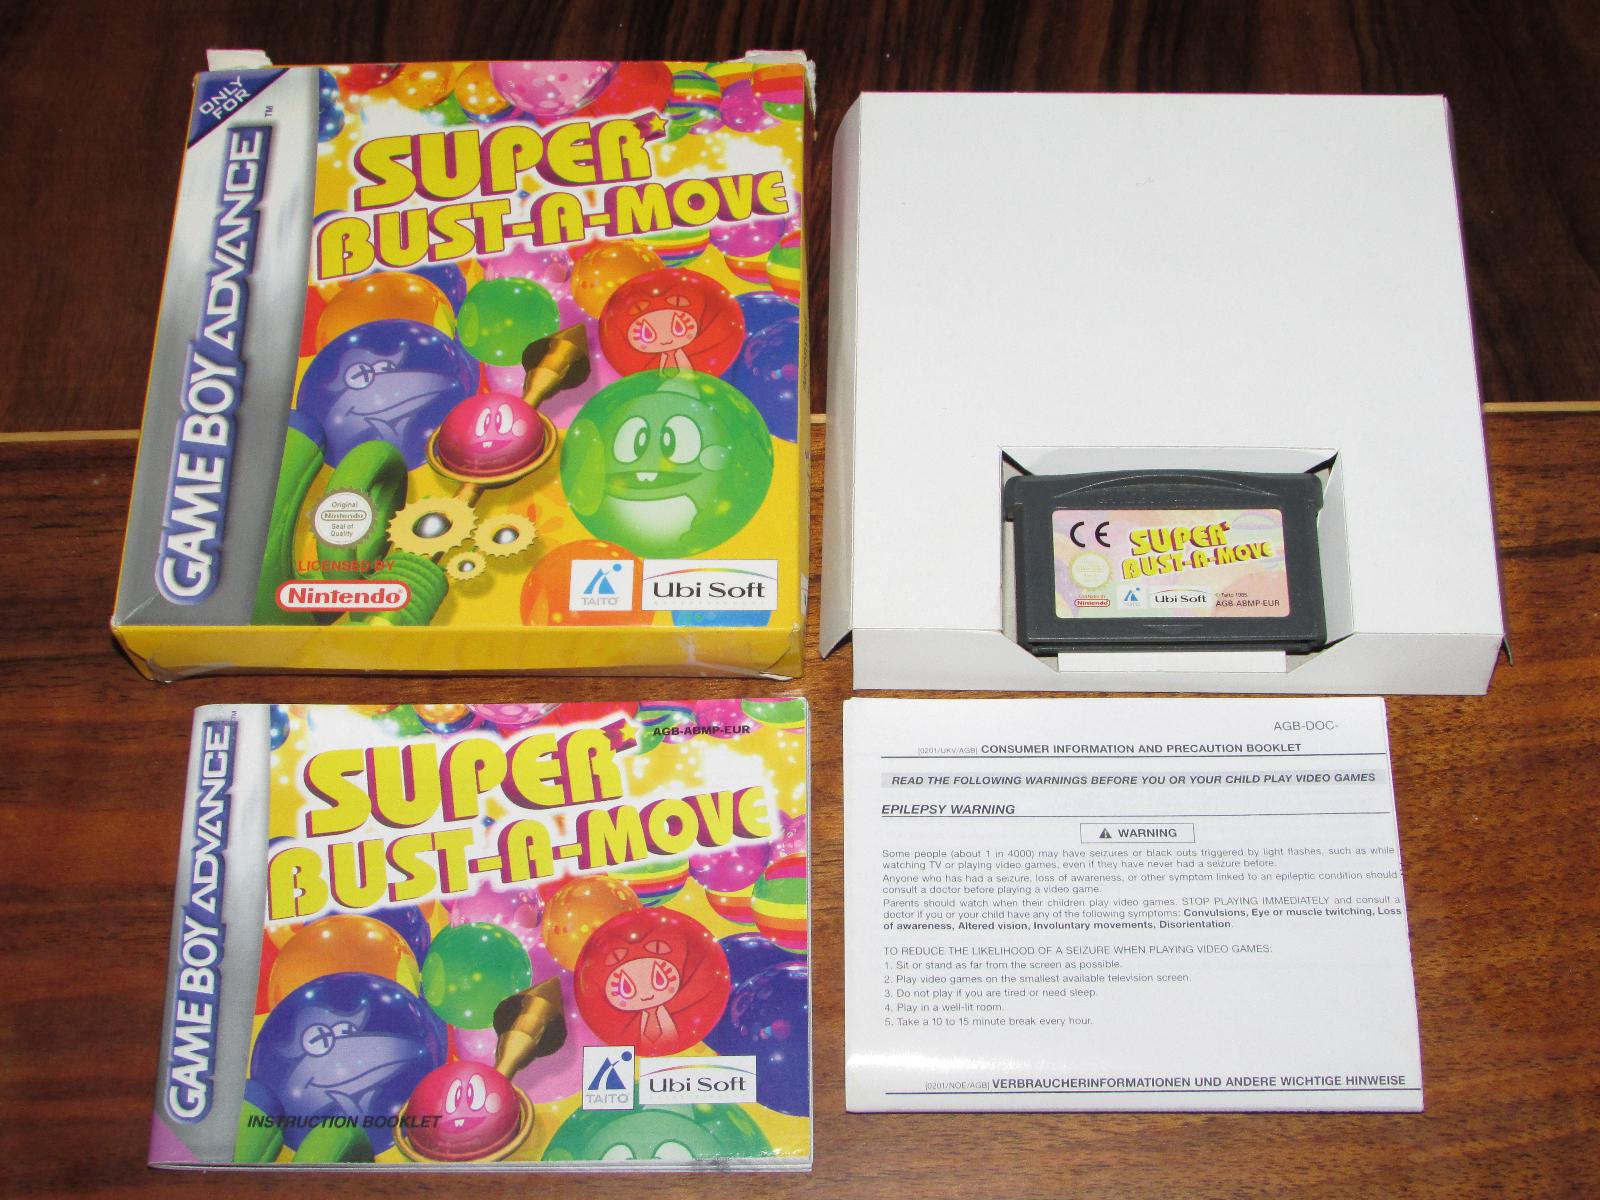 ONLY
FOR
GAME BOY ADVANCE
TM
SUPER
BUST-A-MOVE
Original
Nintendo
Seal of
Quality
LICENSED BY
Nintendo®
TAITO
Ubi Soft
ENTERTAINMENT
CE
SUPER
BUST-A-MOVE
LICENSED BY
Nintendo
TAITO
Ubi Soft
© Taito 1995
AGB-ABMP-EUR
GAME BOY ADVANCE
TM
AGB-ABMP-EUR
SUPER
BUST-A-MOVE
TAITO
Ubi Soft
INSTRUCTION BOOKLET
AGB-DOC-
[0201/UKV/AGB] CONSUMER INFORMATION AND PRECAUTION BOOKLET
READ THE FOLLOWING WARNINGS BEFORE YOU OR YOUR CHILD PLAY VIDEO GAMES
EPILEPSY WARNING
WARNING
Some people (about 1 in 4000) may have seizures or black outs triggered by light flashes, such as while
watching TV or playing video games, even if they have never had a seizure before.
Anyone who has had a seizure, loss of awareness, or other symptom linked to an epileptic condition should
consult a doctor before playing a video game.
Parents should watch when their children play video games. STOP PLAYING IMMEDIATELY and consult a
doctor if you or your child have any of the following symptoms: Convulsions, Eye or muscle twitching, Loss
of awareness, Altered vision, Involuntary movements, Disorientation.
TO REDUCE THE LIKELIHOOD OF A SEIZURE WHEN PLAYING VIDEO GAMES:
1. Sit or stand as far from the screen as possible.
2. Play video games on the smallest available television screen.
3. Do not play if you are tired or need sleep.
4. Play in a well-lit room.
5. Take a 10 to 15 minute break every hour.
[0201/NOE/AGB] VERBRAUCHERINFORMATIONEN UND ANDERE WICHTIGE HINWEISE